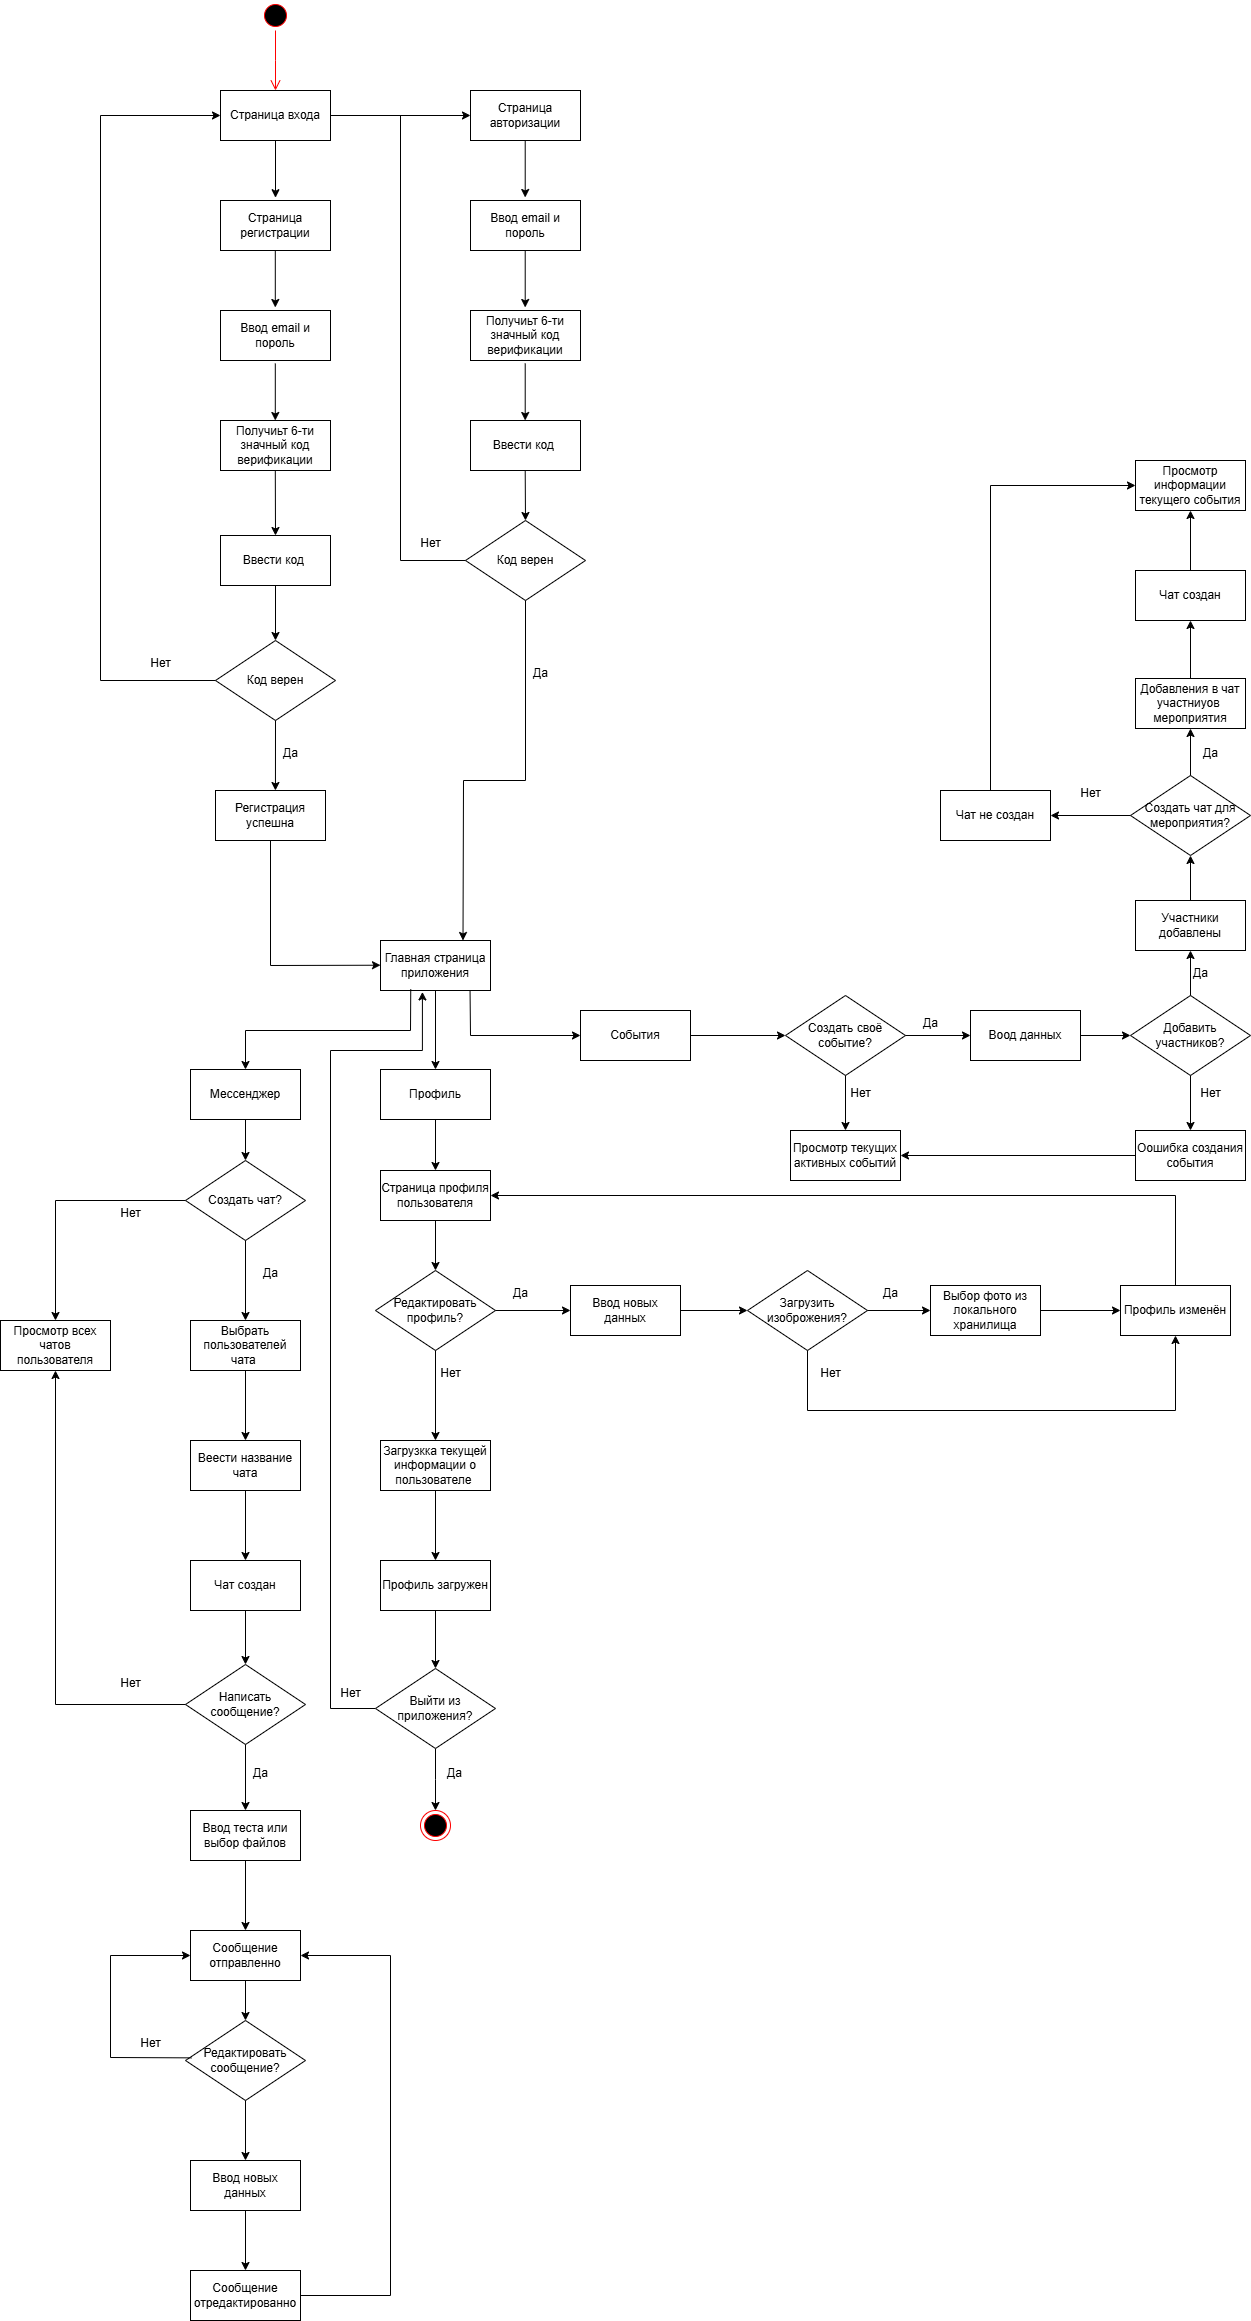 Страница входа
Страница
авторизации
Страница
регистрации
Ввод email и
пороль
Ввод email и
пороль
Получиьт 6-ти
значный код
верификации
Получиьт 6-ти
значный код
верификации
Ввести код
Ввести код
Нет
Код верен
Нет
Код верен
Да
Да
Регистрация
успешна
Просмотр
информации
текущего события
Чат создан
Добавления в чат
участниуов
мероприятия
Да
Чат не создан
Нет
Создать чат для
мероприятия?
Участники
добавлены
Да
Главная страница
приложения
События
Создать своё
событие?
Да
Воод данных
Добавить
участников?
Нет
Нет
Мессенджер
Профиль
Просмотр текущих
активных событий
Оошибка создания
события
Создать чат?
Нет
Да
Страница профиля
пользователя
Редактировать
профиль?
Да
Ввод новых
данных
Загрузить
изоброжения?
Да
Выбор фото из
локального
хранилища
Профиль изменён
Нет
Нет
Просмотр всех
чатов
пользователя
Выбрать
пользователей
чата
Веести название
чата
Загрузкка текущей
информации о
пользователе
Чат создан
Профиль загружен
Нет
Написать
сообщение?
Нет
Выйти из
приложения?
Да
Да
Ввод теста или
выбор файлов
Сообщение
отправленно
Нет
Редактировать
сообщение?
Ввод новых
данных
Сообщение
отредактированно